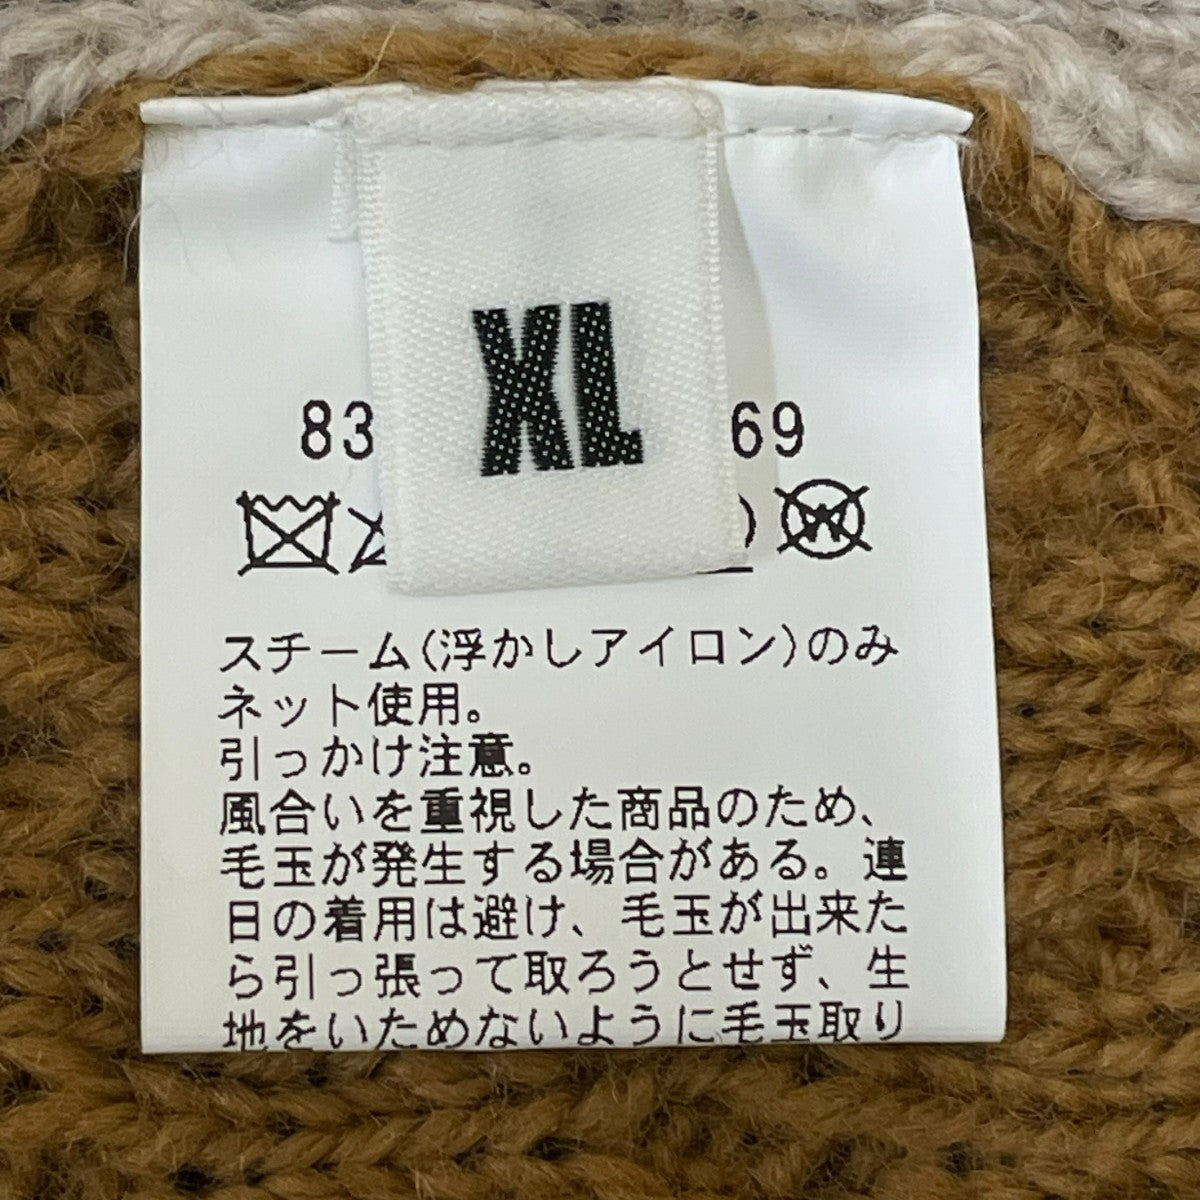 XL
83
69
W
スチーム(浮かしアイロン)のみ
ネット使用。
引っかけ注意。
風合いを重視した商品のため、
毛玉が発生する場合がある。連
日の着用は避け、毛玉が出来た
ら引っ張って取ろうとせず、生
地をいためないように毛玉取り